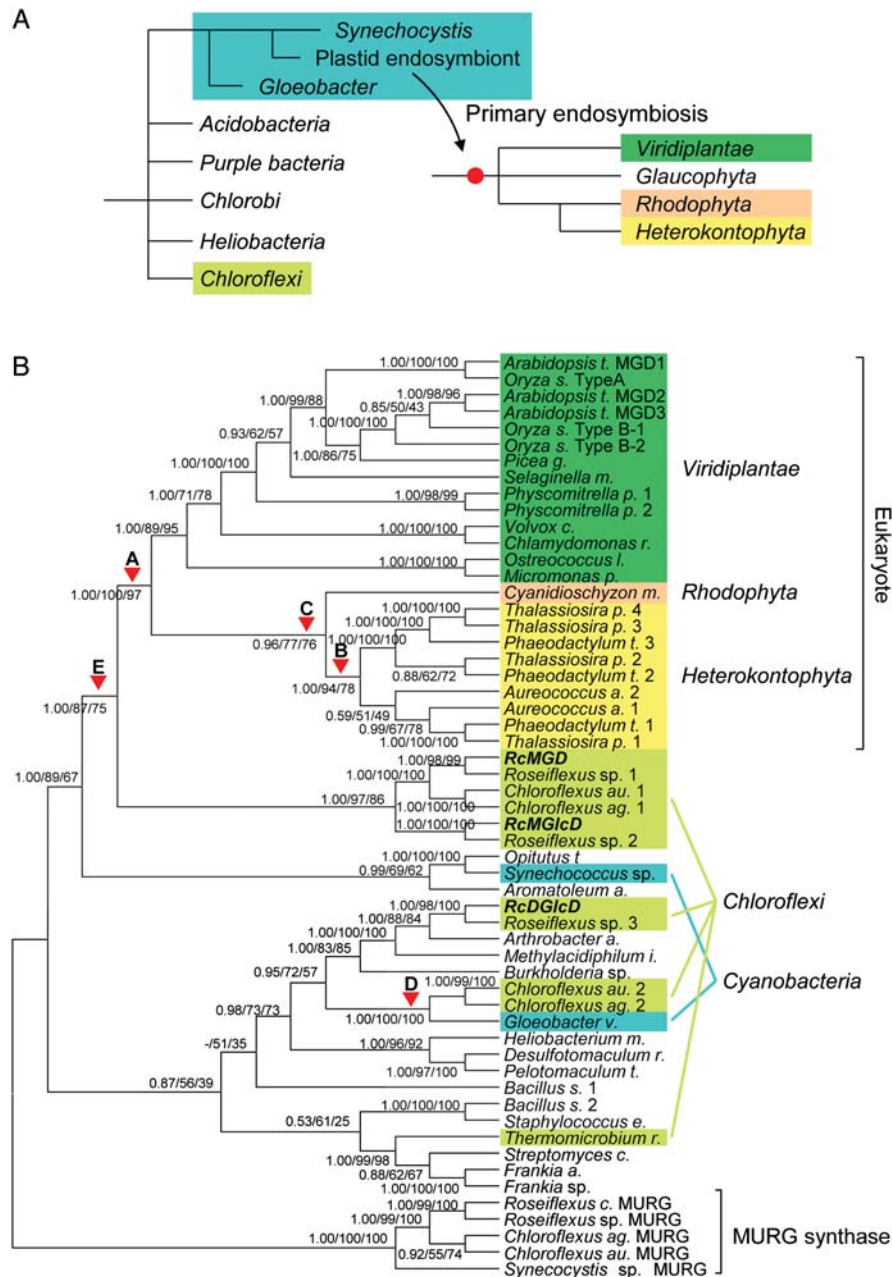 A
Synechocystis
Plastid endosymbiont
Gloeobacter
Primary endosymbiosis
Acidobacteria
Purple bacteria
Chlorobi
Heliobacteria
Chloroflexi
Viridiplantae
Glaucophyta
Rhodophyta
Heterokontophyta
B
1.00/100/100
Arabidopsis t. MGD1
Oryza s. TypeA
1.00/99/88
1.00/98/96
Arabidopsis t. MGD2
0.85/50/43
Arabidopsis t. MGD3
1.00/100/100
Oryza s. Type B-1
0.93/62/57
Oryza s. Type B-2
1.00/86/75
Picea g.
1.00/100/100
Selaginella m.
1.00/98/99
Physcomitrella p. 1
1.00/71/78
Physcomitrella p. 2
1.00/100/100
Volvox c.
1.00/89/95
Chlamydomonas r.
1.00/100/100
Ostreococcus l.
Micromonas p.
Viridiplantae
A
1.00/100/97
Cyanidioschyzon m.
Rhodophyta
C
0.96/77/76
1.00/100/100
Thalassiosira p. 4
1.00/100/100
Thalassiosira p. 3
B
Phaeodactylum t. 3
1.00/94/78
Thalassiosira p. 2
0.88/62/72
Phaeodactylum t. 2
Heterokontophyta
Aureococcus a. 2
0.59/51/49
Aureococcus a. 1
0.99/67/78
Phaeodactylum t. 1
1.00/100/100
Thalassiosira p. 1
Eukaryote
E
1.00/87/75
1.00/98/99
RcMGD
1.00/100/100
Roseiflexus sp. 1
Chloroflexus au. 1
1.00/97/86
1.00/100/100
Chloroflexus ag. 1
1.00/100/100
RcMGlcD
Roseiflexus sp. 2
1.00/89/67
1.00/100/100
Opitutus t
0.99/69/62
Synechococcus sp.
Aromatoleum a.
1.00/98/100
RcDGlcD
1.00/88/84
Roseiflexus sp. 3
1.00/100/100
Arthrobacter a.
1.00/83/85
Methylacidiphilum i.
0.95/72/57
Burkholderia sp.
D
1.00/99/100
Chloroflexus au. 2
Chloroflexus ag. 2
1.00/100/100
Gloeobacter v.
Chloroflexi
Cyanobacteria
0.98/73/73
Heliobacterium m.
1.00/96/92
Desulfotomaculum r.
1.00/97/100
Pelotomaculum t.
-/51/35
Bacillus s. 1
0.87/56/39
1.00/100/100
Bacillus s. 2
0.53/61/25
Staphylococcus e.
Thermomicrobium r.
1.00/99/98
Streptomyces c.
0.88/62/67
Frankia a.
1.00/100/100
Frankia sp.
1.00/99/100
Roseiflexus c. MURG
1.00/99/100
Roseiflexus sp. MURG
1.00/100/100
Chloroflexus ag. MURG
0.92/55/74
Chloroflexus au. MURG
Synecocystis sp. MURG
MURG synthase